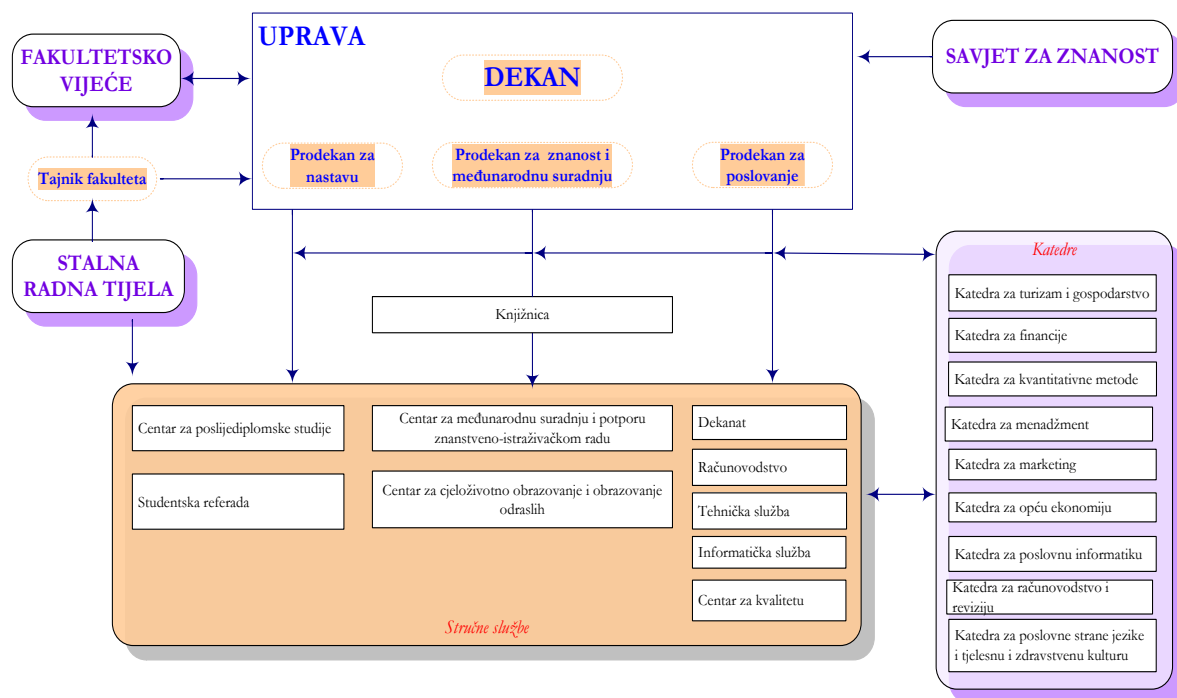 UPRAVA
FAKULTETSKO
VIJEĆE
DEKAN
SAVJET ZA ZNANOST
Prodekan za
nastavu
Prodekan za znanost i
međunarodnu suradnju
Prodekan za
poslovanje
Tajnik fakulteta
STALNA
RADNA TIJELA
Knjižnica
Centar za poslijediplomske studije
Studentska referada
Centar za međunarodnu suradnju i potporu
znanstveno-istraživačkom radu
Centar za cjeloživotno obrazovanje i obrazovanje
odraslih
Dekanat
Računovodstvo
Tehnička služba
Informatička služba
Centar za kvalitetu
Stručne službe
Katedre
Katedra za turizam i gospodarstvo
Katedra za financije
Katedra za kvantitativne metode
Katedra za menadžment
Katedra za marketing
Katedra za opću ekonomiju
Katedra za poslovnu informatiku
Katedra za računovodstvo i
reviziju
Katedra za poslovne strane jezike
i tjelesnu i zdravstvenu kulturu